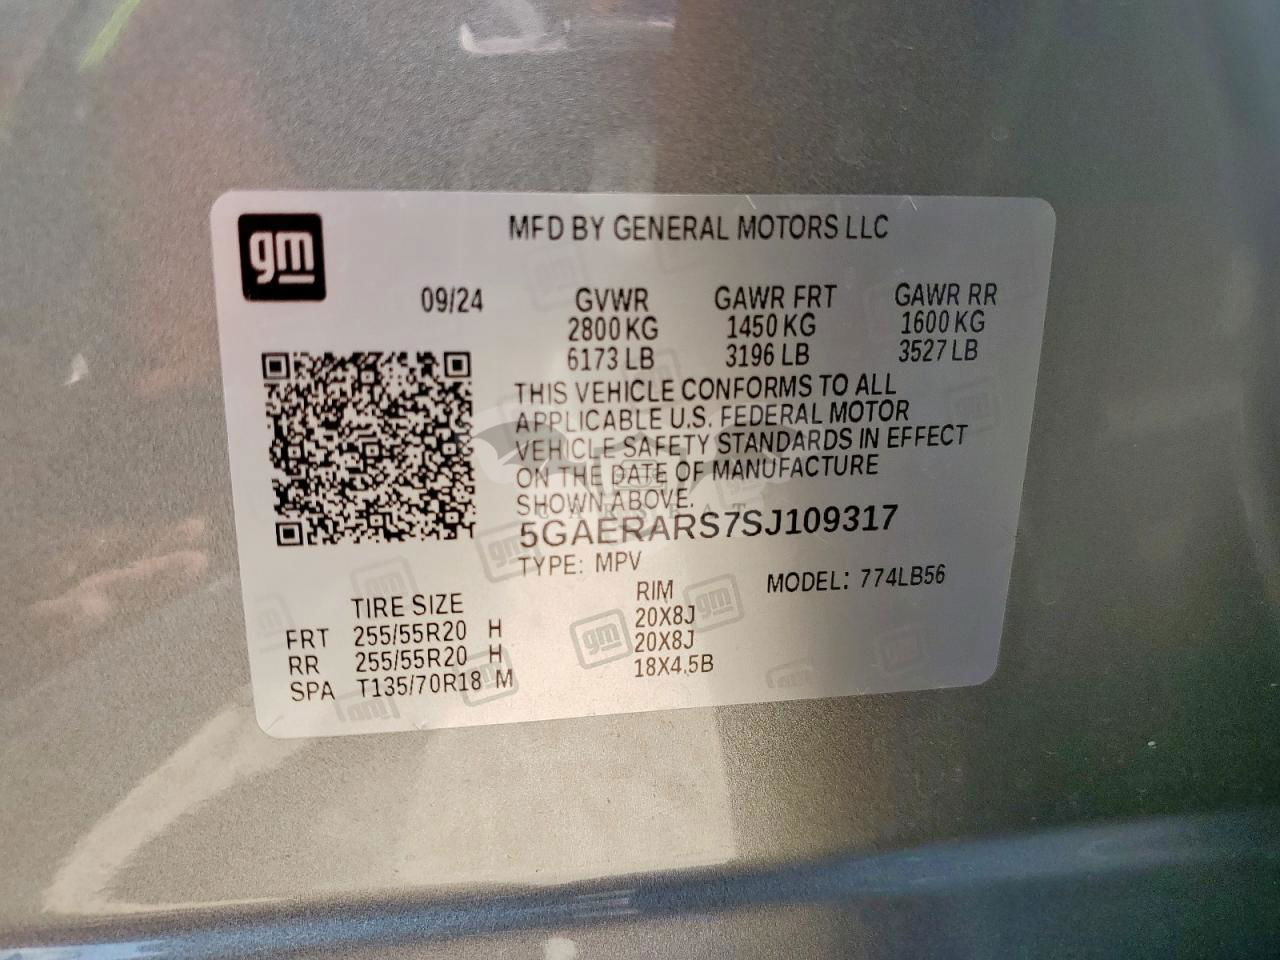 gm
MFD BY GENERAL MOTORS LLC
09/24 GVWR GAWR FRT GAWR RR
2800 KG 1450 KG 1600 KG
6173 LB 3196 LB 3527 LB
THIS VEHICLE CONFORMS TO ALL
APPLICABLE U.S. FEDERAL MOTOR
VEHICLE SAFETY STANDARDS IN EFFECT
ON THE DATE OF MANUFACTURE
SHOWN ABOVE.
5GAERARS7SJ109317
TYPE: MPV MODEL: 774LB56
TIRE SIZE RIM
FRT 255/55R20 H 20X8J
RR 255/55R20 H 20X8J
SPA T135/70R18 M 18X4.5B